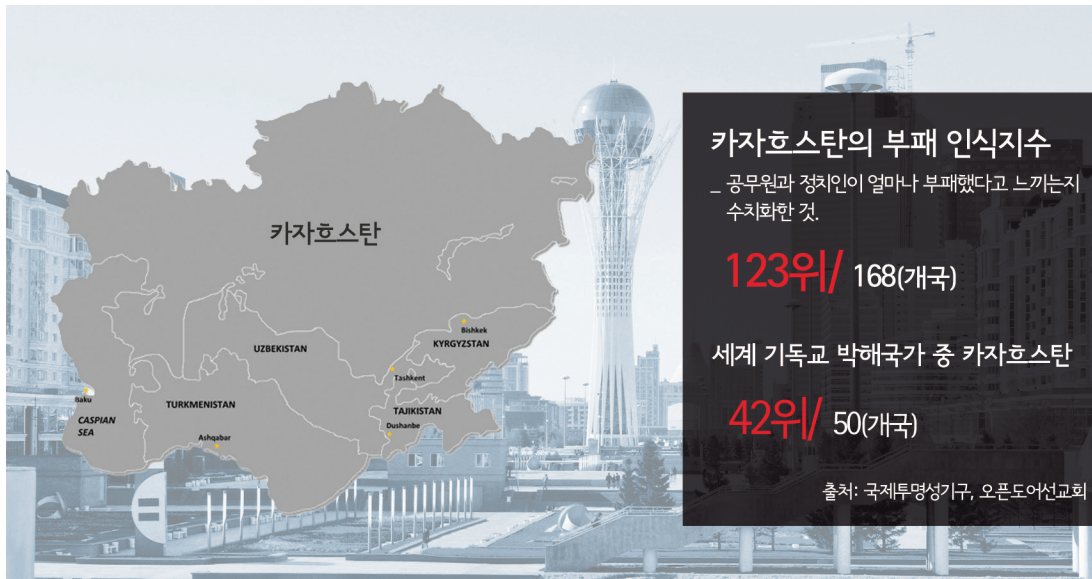 카자흐스탄의 부패 인식지수
_ 공무원과 정치인이 얼마나 부패했다고 느끼는지
수치화한 것.
123위/ 168(개국)
세계 기독교 박해국가 중 카자흐스탄
42위/ 50(개국)
출처: 국제투명성기구, 오픈도어선교회
카자흐스탄
Bishkek
KYRGYZSTAN
UZBEKISTAN
Tashkent
Baku
TURKMENISTAN
TAJIKISTAN
CASPIAN
SEA
Dushanbe
Ashqabar